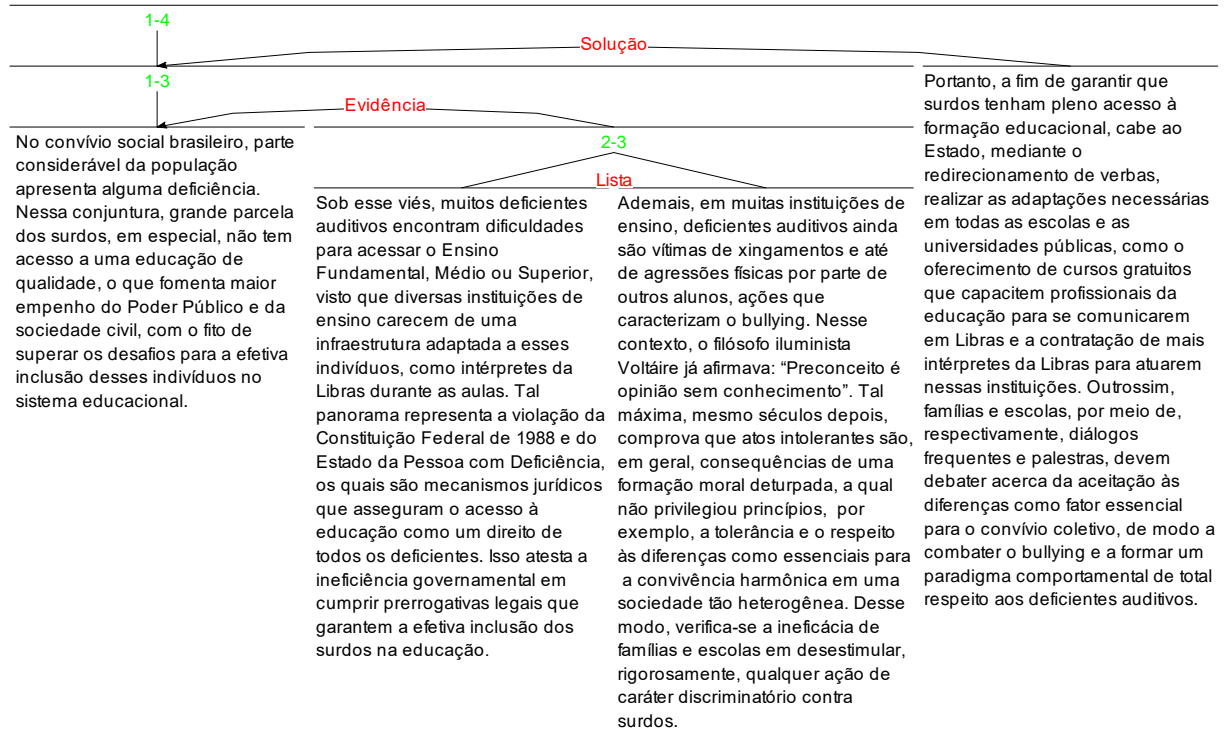 1-4
Solução
1-3
Evidência
No convívio social brasileiro, parte
considerável da população
apresenta alguma deficiência.
Nessa conjuntura, grande parcela
dos surdos, em especial, não tem
acesso a uma educação de
qualidade, o que fomenta maior
empenho do Poder Público e da
sociedade civil, com o fito de
superar os desafios para a efetiva
inclusão desses indivíduos no
sistema educacional.
2-3
Lista
Sob esse viés, muitos deficientes
auditivos encontram dificuldades
para acessar o Ensino
Fundamental, Médio ou Superior,
visto que diversas instituições de
ensino carecem de uma
infraestrutura adaptada a esses
indivíduos, como intérpretes da
Libras durante as aulas. Tal
panorama representa a violação da
Constituição Federal de 1988 e do
Estado da Pessoa com Deficiência,
os quais são mecanismos jurídicos
que asseguram o acesso à
educação como um direito de
todos os deficientes. Isso atesta a
ineficiência governamental em
cumprir prerrogativas legais que
garantem a efetiva inclusão dos
surdos na educação.
Ademais, em muitas instituições de
ensino, deficientes auditivos ainda
são vítimas de xingamentos e até
de agressões físicas por parte de
outros alunos, ações que
caracterizam o bullying. Nesse
contexto, o filósofo iluminista
Voltáire já afirmava: “Preconceito é
opinião sem conhecimento”. Tal
máxima, mesmo séculos depois,
comprova que atos intolerantes são,
em geral, consequências de uma
formação moral deturpada, a qual
não privilegiou princípios, por
exemplo, a tolerância e o respeito
às diferenças como essenciais para
a convivência harmônica em uma
sociedade tão heterogênea. Desse
modo, verifica-se a ineficácia de
famílias e escolas em desestimular,
rigorosamente, qualquer ação de
caráter discriminatório contra
surdos.
Portanto, a fim de garantir que
surdos tenham pleno acesso à
formação educacional, cabe ao
Estado, mediante o
redirecionamento de verbas,
realizar as adaptações necessárias
em todas as escolas e as
universidades públicas, como o
oferecimento de cursos gratuitos
que capacitem profissionais da
educação para se comunicarem
em Libras e a contratação de mais
intérpretes da Libras para atuarem
nessas instituições. Outrossim,
famílias e escolas, por meio de,
respectivamente, diálogos
frequentes e palestras, devem
debater acerca da aceitação às
diferenças como fator essencial
para o convívio coletivo, de modo a
combater o bullying e a formar um
paradigma comportamental de total
respeito aos deficientes auditivos.